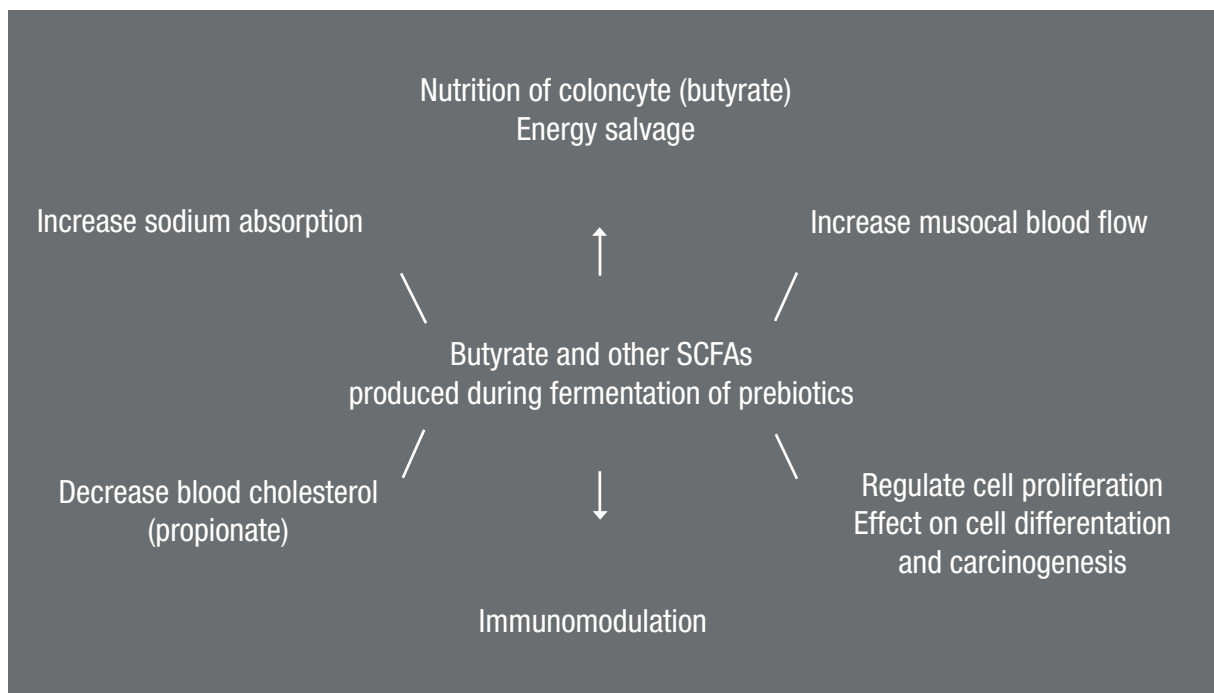 Nutrition of coloncyte (butyrate)
Energy salvage
Increase sodium absorption
Increase musocal blood flow
Butyrate and other SCFAs
produced during fermentation of prebiotics
Decrease blood cholesterol
(propionate)
Regulate cell proliferation
Effect on cell differentation
and carcinogenesis
Immunomodulation